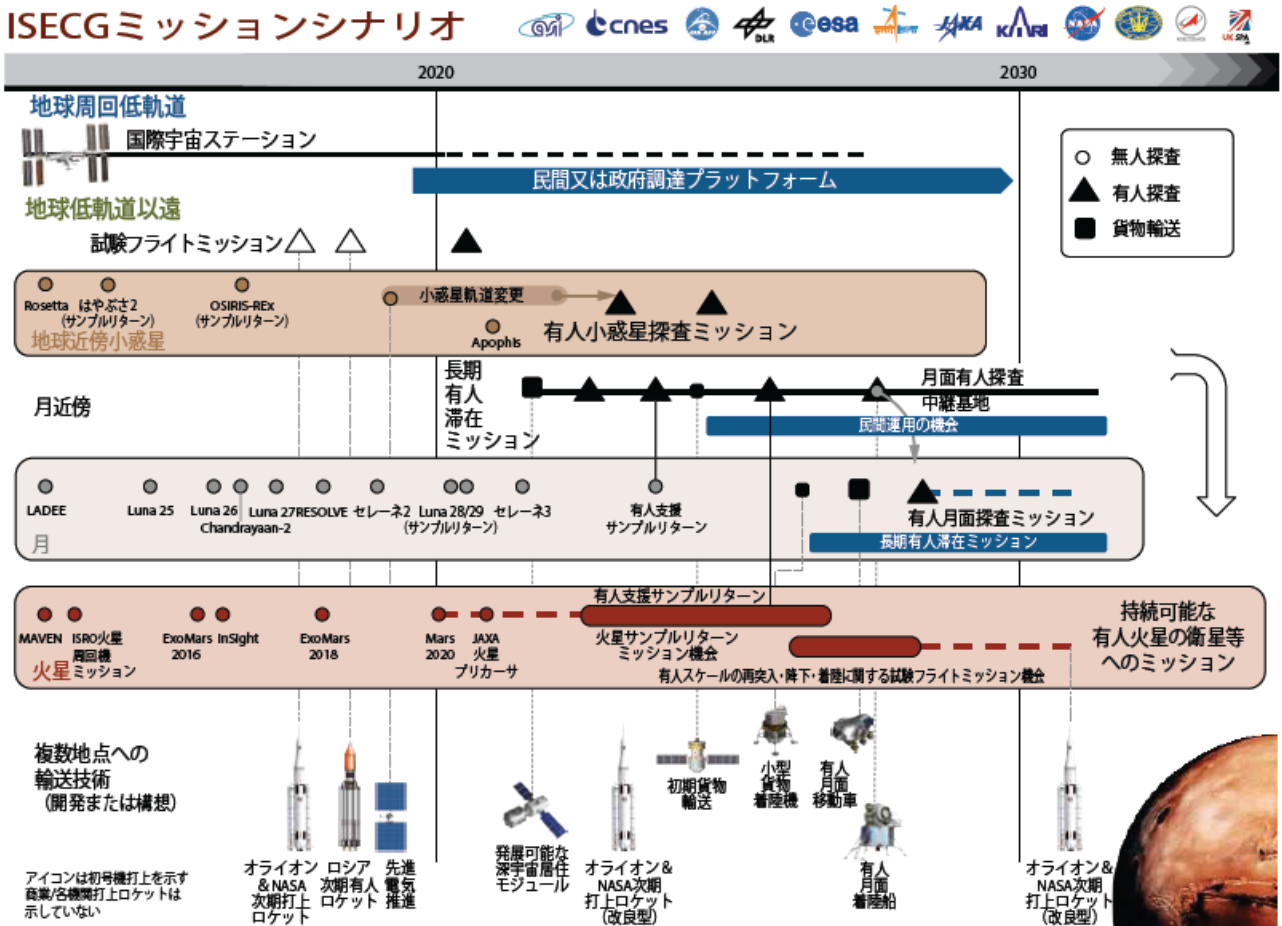 ISECGミッションシナリオ
asi cnes DLR esa JAXA KARI NASA UK SPA
2020 2030
地球周回低軌道
国際宇宙ステーション
民間又は政府調達プラットフォーム
無人探査
有人探査
貨物輸送
地球低軌道以遠
試験フライトミッション
Rosetta
はやぶさ2
(サンプルリターン)
OSIRIS-REx
(サンプルリターン)
小惑星軌道変更
Apophis
有人小惑星探査ミッション
地球近傍小惑星
月近傍
長期
有人
滞在
ミッション
月面有人探査
中継基地
民間運用の機会
LADEE
Luna 25
Luna 26
Chandrayaan-2
Luna 27
RESOLVE
セレーネ2
Luna 28/29
(サンプルリターン)
セレーネ3
有人支援
サンプルリターン
有人月面探査ミッション
長期有人滞在ミッション
月
MAVEN
ISRO火星
周回機
ミッション
火星
ExoMars
2016
InSight
ExoMars
2018
Mars
2020
JAXA
火星
プリカーサ
有人支援サンプルリターン
火星サンプルリターン
ミッション機会
有人スケールの再突入・降下・着陸に関する試験フライトミッション機会
持続可能な
有人火星の衛星等
へのミッション
複数地点への
輸送技術
(開発または構想)
オライオン
&NASA
次期打上
ロケット
ロシア
次期有人
ロケット
先進
電気
推進
発展可能な
深宇宙居住
モジュール
オライオン&
NASA次期
打上ロケット
(改良型)
初期貨物
輸送
小型
貨物
着陸機
有人
月面
移動車
有人
月面
着陸船
オライオン&
NASA次期
打上ロケット
(改良型)
アイコンは初号機打上を示す
商業/各機関打上ロケットは
示していない